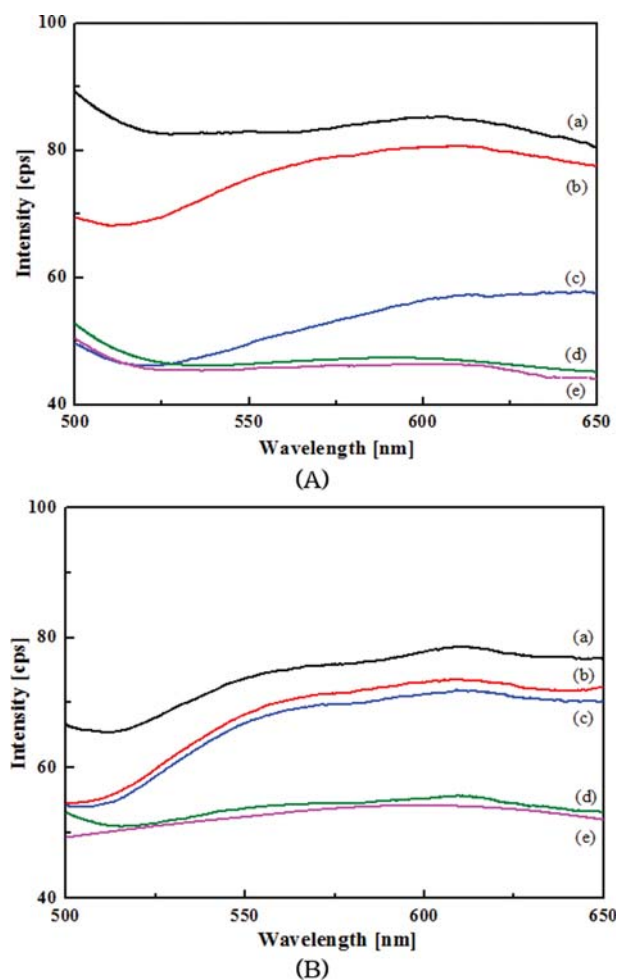 100
80
60
40
Intensity [cps]
(a)
(b)
(c)
(d)
(e)
500 550 600 650
Wavelength [nm]
(A)
100
80
60
40
Intensity [cps]
(a)
(b)
(c)
(d)
(e)
500 550 600 650
Wavelength [nm]
(B)